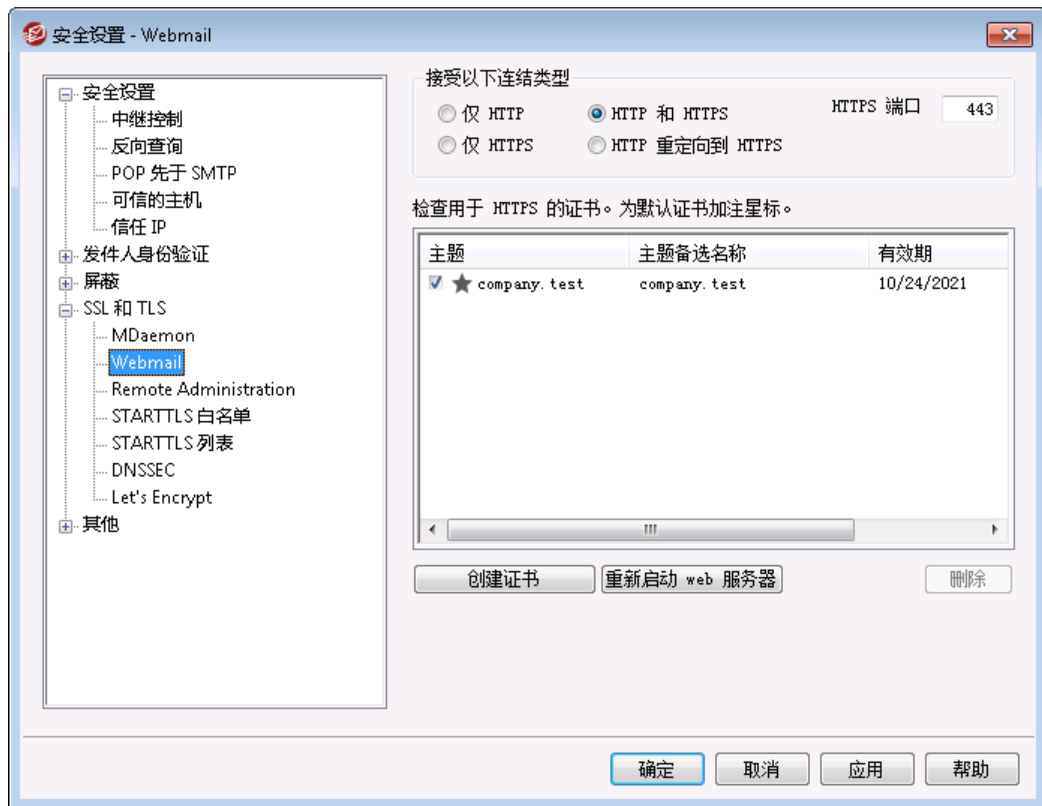 安全设置 - Webmail
安全设置
中继控制
反向查询
POP 先于 SMTP
可信的主机
信任 IP
发件人身份验证
屏蔽
SSL 和 TLS
MDaemon
Webmail
Remote Administration
STARTTLS 白名单
STARTTLS 列表
DNSSEC
Let's Encrypt
其他
接受以下连结类型
仅 HTTP
HTTP 和 HTTPS
HTTPS 端口
443
仅 HTTPS
HTTP 重定向到 HTTPS
检查用于 HTTPS 的证书。为默认证书加注星标。
主题 主题备选名称 有效期
company.test company.test 10/24/2021
创建证书
重新启动 web 服务器
删除
确定
取消
应用
帮助